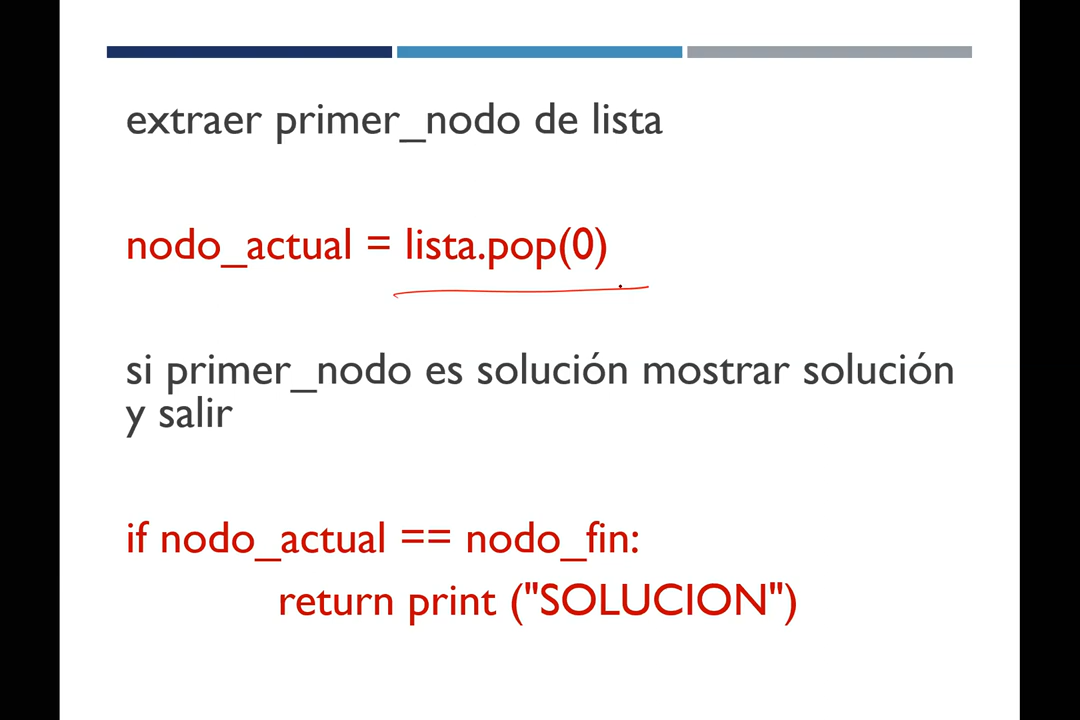 extraer primer_nodo de lista
nodo_actual = lista.pop(0)
si primer_nodo es solución mostrar solución
y salir
if nodo_actual == nodo_fin:
return print ("SOLUCION")